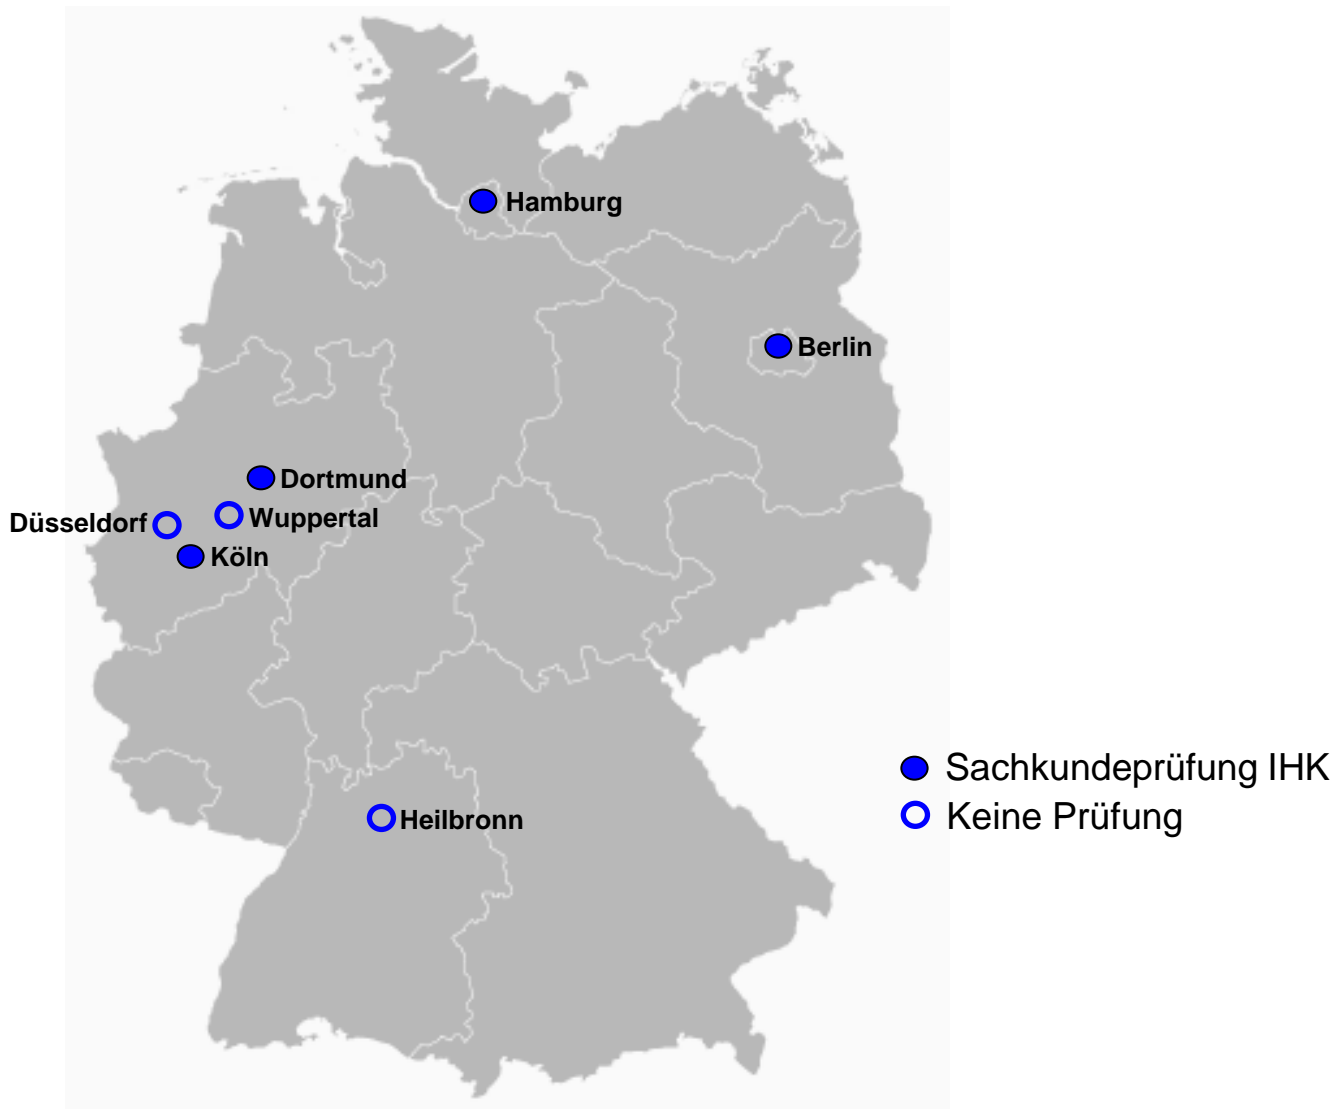 Hamburg
Berlin
Dortmund
Düsseldorf
Wuppertal
Köln
Sachkundeprüfung IHK
Keine Prüfung
Heilbronn